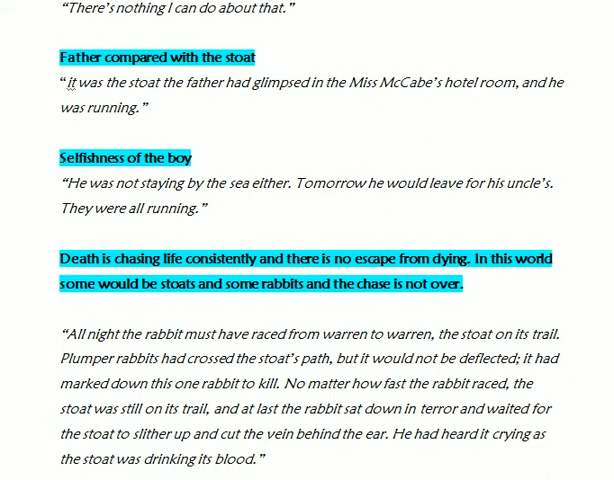 “There’s nothing I can do about that.”
Father compared with the stoat
“it was the stoat the father had glimpsed in the Miss McCabe’s hotel room, and he
was running.”
Selfishness of the boy
“He was not staying by the sea either. Tomorrow he would leave for his uncle’s.
They were all running.”
Death is chasing life consistently and there is no escape from dying. In this world
some would be stoats and some rabbits and the chase is not over.
“All night the rabbit must have raced from warren to warren, the stoat on its trail.
Plumper rabbits had crossed the stoat’s path, but it would not be deflected; it had
marked down this one rabbit to kill. No matter how fast the rabbit raced, the
stoat was still on its trail, and at last the rabbit sat down in terror and waited for
the stoat to slither up and cut the vein behind the ear. He had heard it crying as
the stoat was drinking its blood.”